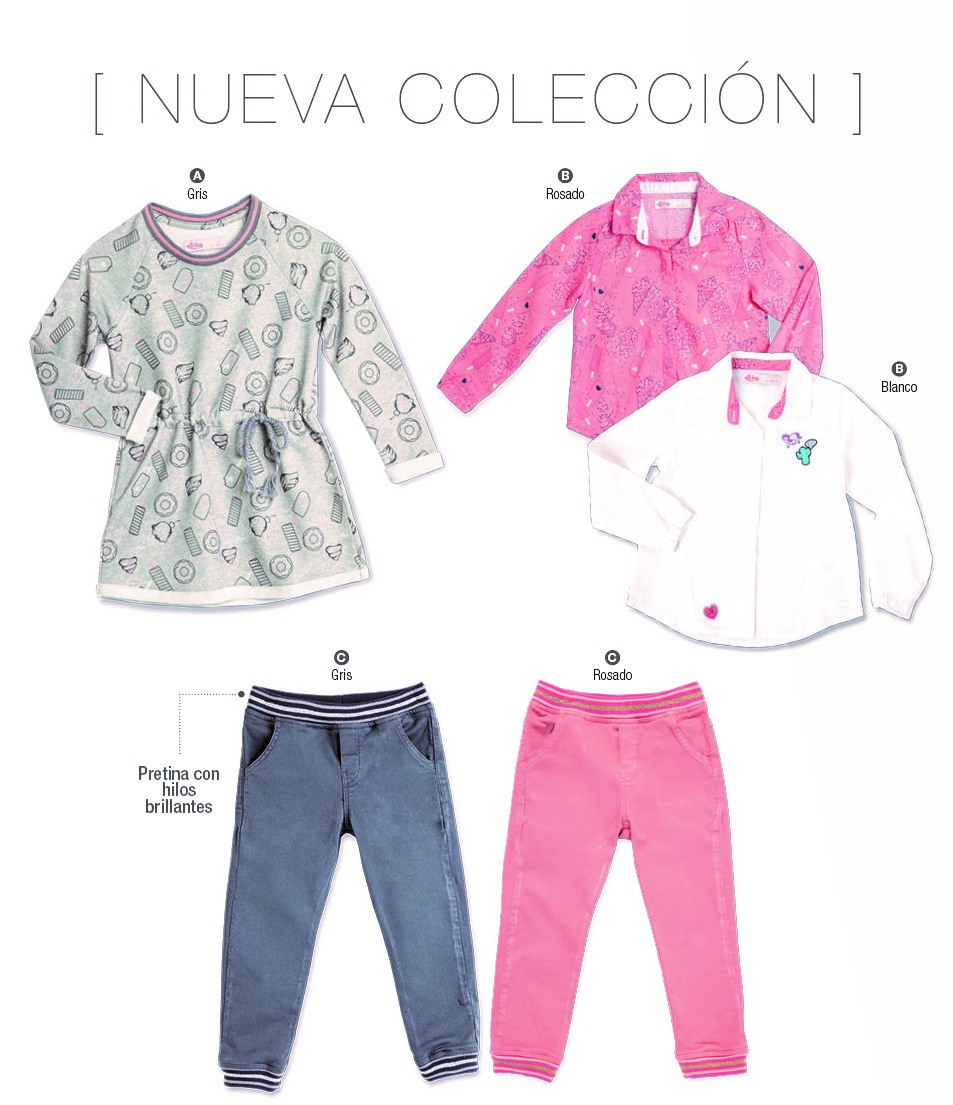 [ NUEVA COLECCIÓN ]
A
Gris
B
Rosado
B
Blanco
C
Gris
C
Rosado
Pretina con
hilos
brillantes